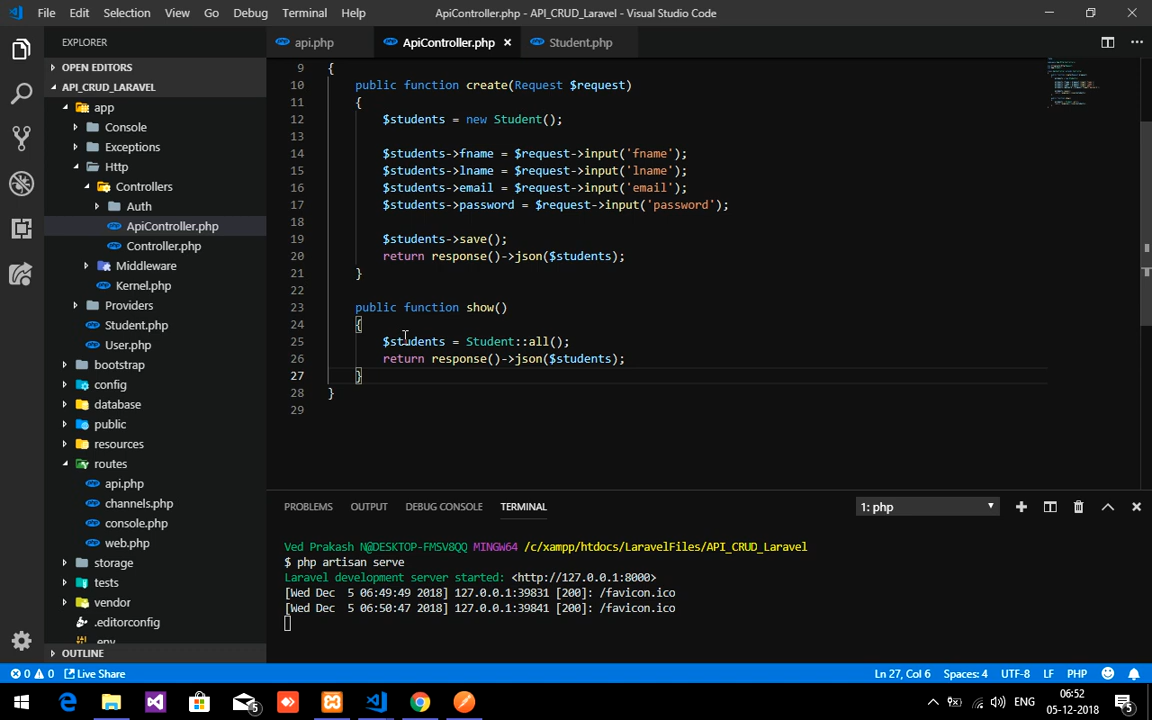 File Edit Selection View Go Debug Terminal Help
ApiController.php - API_CRUD_Laravel - Visual Studio Code
EXPLORER
OPEN EDITORS
API_CRUD_LARAVEL
app
Console
Exceptions
Http
Controllers
Auth
ApiController.php
Controller.php
Middleware
Kernel.php
Providers
Student.php
User.php
bootstrap
config
database
public
resources
routes
api.php
channels.php
console.php
web.php
storage
tests
vendor
.editorconfig
.env
OUTLINE
api.php ApiController.php Student.php
9 {
10 public function create(Request $request)
11 {
12 $students = new Student();
13
14 $students->fname = $request->input('fname');
15 $students->lname = $request->input('lname');
16 $students->email = $request->input('email');
17 $students->password = $request->input('password');
18
19 $students->save();
20 return response()->json($students);
21 }
22
23 public function show()
24 {
25 $students = Student::all();
26 return response()->json($students);
27 }
28 }
29
PROBLEMS OUTPUT DEBUG CONSOLE TERMINAL
1: php
Ved Prakash N@DESKTOP-FMSV8QQ MINGW64 /c/xampp/htdocs/LaravelFiles/API_CRUD_Laravel
$ php artisan serve
Laravel development server started: <http://127.0.0.1:8000>
[Wed Dec  5 06:49:49 2018] 127.0.0.1:39831 [200]: /favicon.ico
[Wed Dec  5 06:50:47 2018] 127.0.0.1:39841 [200]: /favicon.ico
0 0 Live Share
Ln 27, Col 6 Spaces: 4 UTF-8 LF PHP
5
ENG
06:52
05-12-2018
5